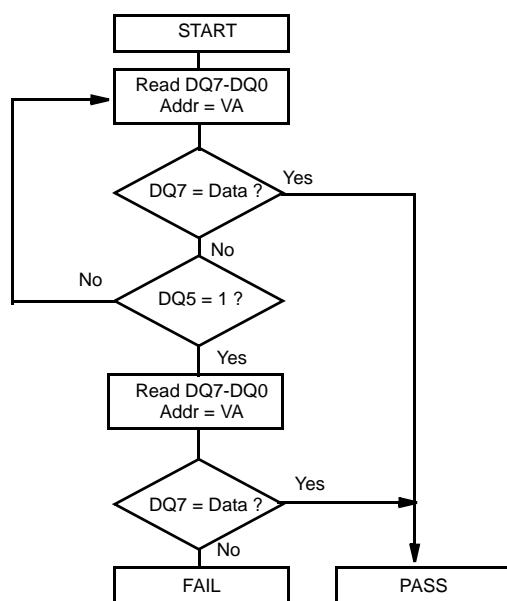 START
Read DQ7-DQ0
Addr = VA
DQ7 = Data ?
Yes
No
No
DQ5 = 1 ?
Yes
Read DQ7-DQ0
Addr = VA
DQ7 = Data ?
Yes
No
FAIL
PASS